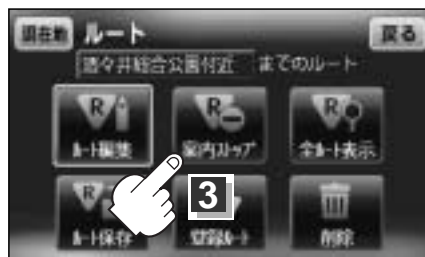 現在地 ルート 戻る
酒々井総合公園付近 までのルート
ルート編集 案内ストップ 全ルート表示
3
ルート保存 登録ルート 削除